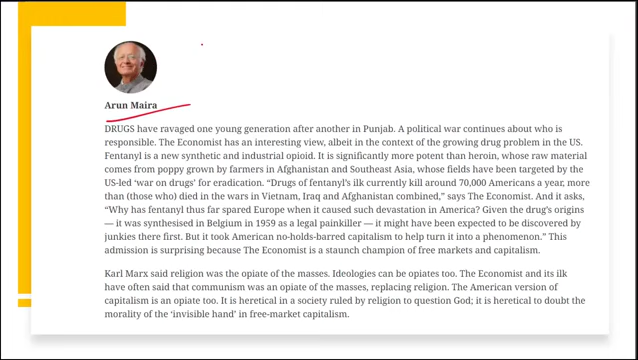 Arun Maira
DRUGS have ravaged one young generation after another in Punjab. A political war continues about who is
responsible. The Economist has an interesting view, albeit in the context of the growing drug problem in the US.
Fentanyl is a new synthetic and industrial opioid. It is significantly more potent than heroin, whose raw material
comes from poppy grown by farmers in Afghanistan and Southeast Asia, whose fields have been targeted by the
US-led ‘war on drugs’ for eradication. “Drugs of fentanyl’s ilk currently kill around 70,000 Americans a year, more
than (those who) died in the wars in Vietnam, Iraq and Afghanistan combined,” says The Economist. And it asks,
“Why has fentanyl thus far spared Europe when it caused such devastation in America? Given the drug’s origins
— it was synthesised in Belgium in 1959 as a legal painkiller — it might have been expected to be discovered by
junkies there first. But it took American no-holds-barred capitalism to help turn it into a phenomenon.” This
admission is surprising because The Economist is a staunch champion of free markets and capitalism.
Karl Marx said religion was the opiate of the masses. Ideologies can be opiates too. The Economist and its ilk
have often said that communism was an opiate of the masses, replacing religion. The American version of
capitalism is an opiate too. It is heretical in a society ruled by religion to question God; it is heretical to doubt the
morality of the ‘invisible hand’ in free-market capitalism.